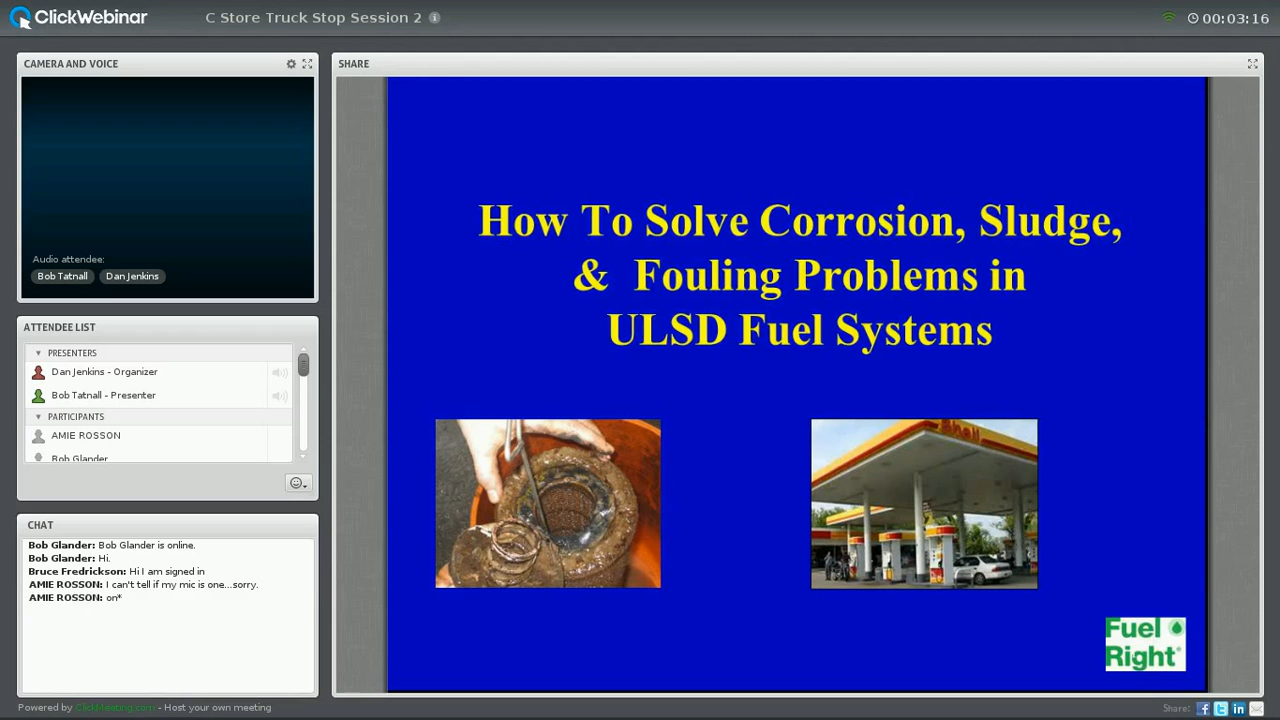 ClickWebinar
C Store Truck Stop Session 2
00:03:16
CAMERA AND VOICE
Audio attendee:
Bob Tatnall Dan Jenkins
ATTENDEE LIST
PRESENTERS
Dan Jenkins - Organizer
Bob Tatnall - Presenter
PARTICIPANTS
AMIE ROSSON
Bob Glander
CHAT
Bob Glander: Bob Glander is online.
Bob Glander: Hi.
Bruce Fredrickson: Hi I am signed in
AMIE ROSSON: I can't tell if my mic is one...sorry.
AMIE ROSSON: on*
SHARE
How To Solve Corrosion, Sludge,
& Fouling Problems in
ULSD Fuel Systems
Shell
Fuel
Right®
Powered by ClickMeeting.com - Host your own meeting
Share: